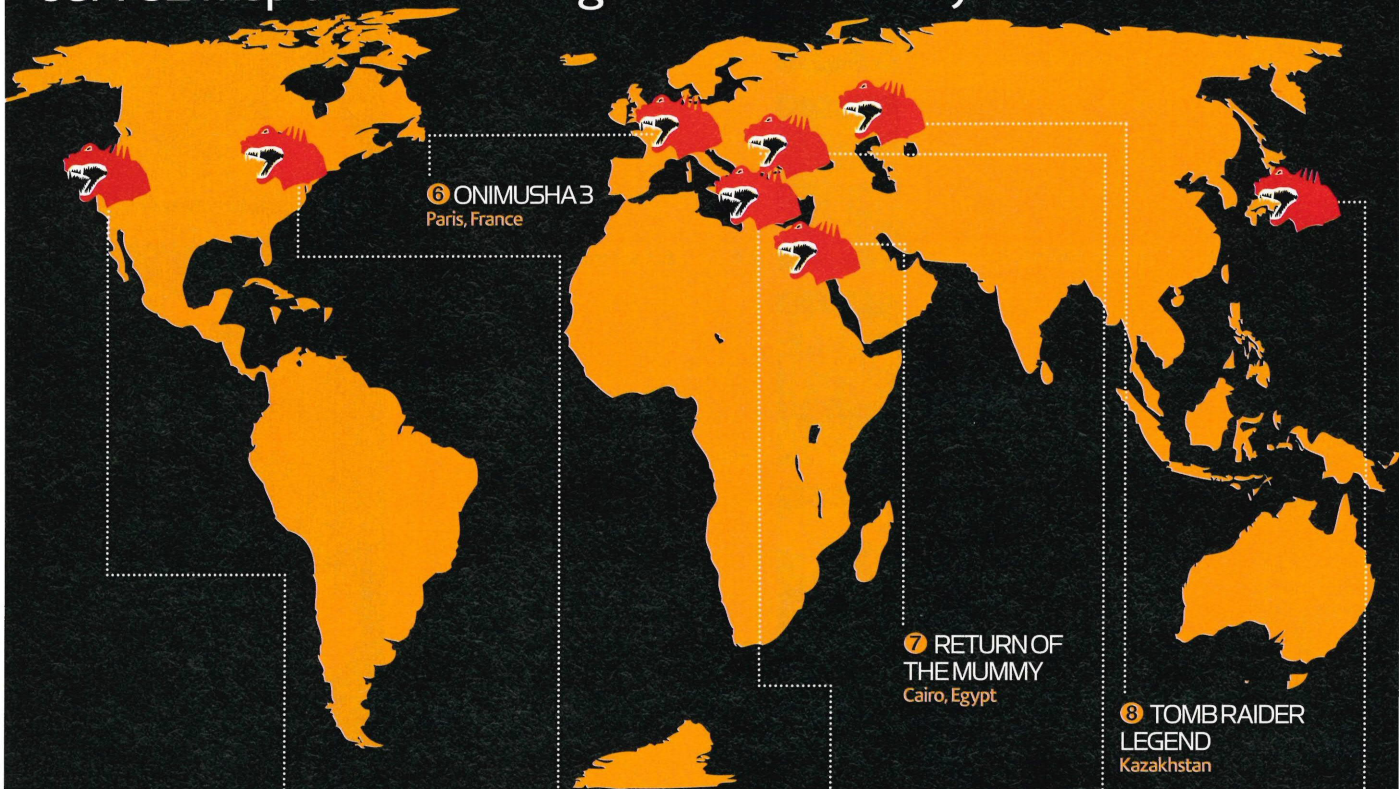 6 ONIMUSHA 3
Paris, France
7 RETURN OF
THE MUMMY
Cairo, Egypt
8 TOMB RAIDER
LEGEND
Kazakhstan